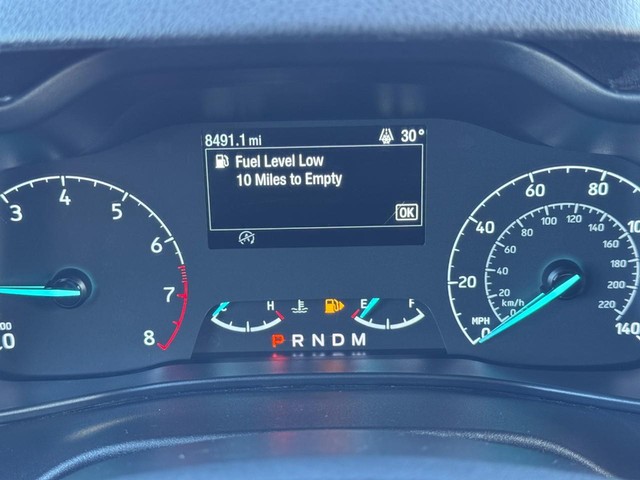 8491.1 mi 30°
Fuel Level Low
10 Miles to Empty
OK
3 4 5 6 7 8
20 40 60 80
0 20 40 60 80 100 120 140 160 180 200 220
km/h
MPH 0 140
C H E F
P R N D M